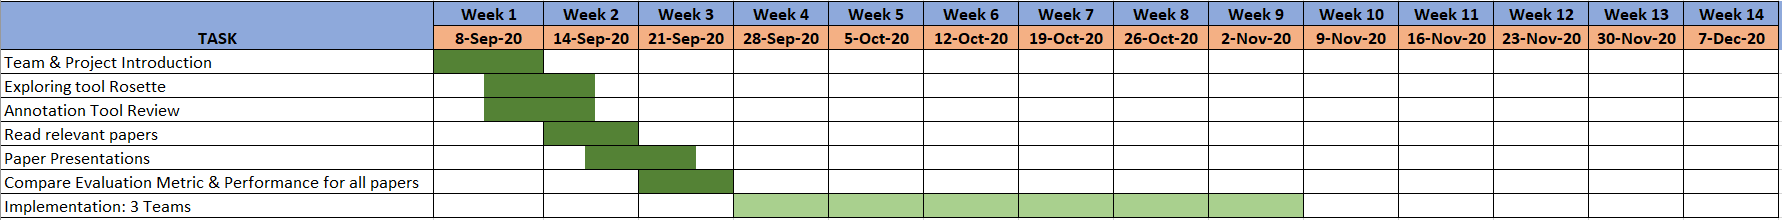 Week 1 Week 2 Week 3 Week 4 Week 5 Week 6 Week 7 Week 8 Week 9 Week 10 Week 11 Week 12 Week 13 Week 14
TASK 8-Sep-20 14-Sep-20 21-Sep-20 28-Sep-20 5-Oct-20 12-Oct-20 19-Oct-20 26-Oct-20 2-Nov-20 9-Nov-20 16-Nov-20 23-Nov-20 30-Nov-20 7-Dec-20
Team & Project Introduction
Exploring tool Rosette
Annotation Tool Review
Read relevant papers
Paper Presentations
Compare Evaluation Metric & Performance for all papers
Implementation: 3 Teams